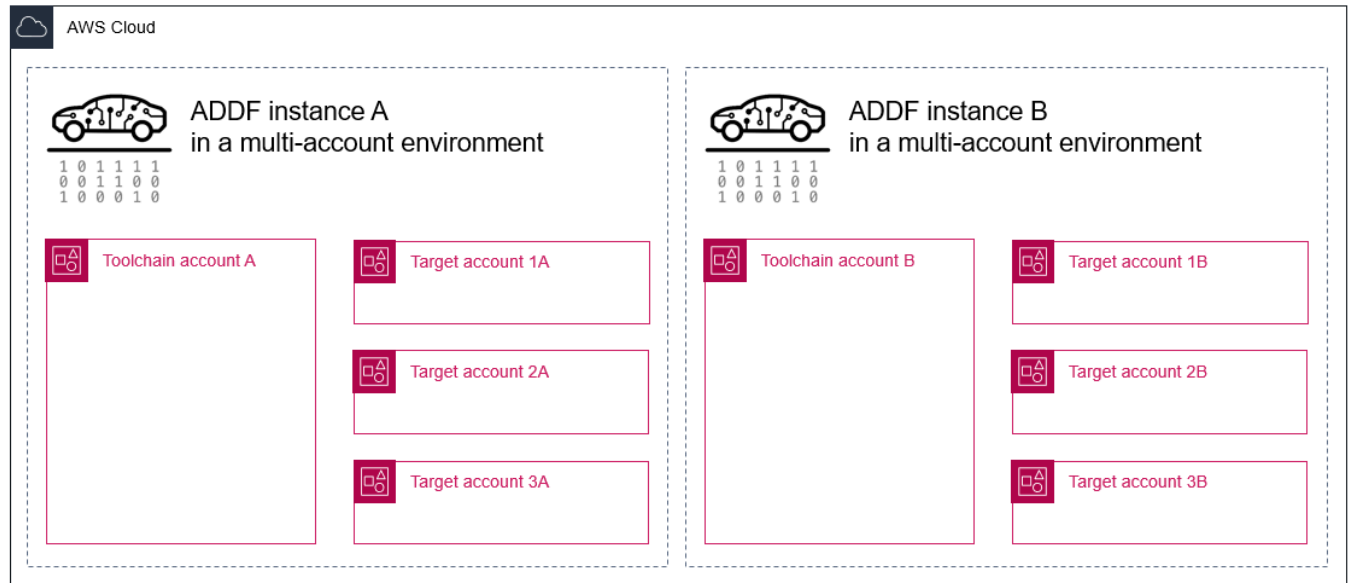 AWS Cloud
ADDF instance A
in a multi-account environment
1 0 1 1 1 1
0 0 1 1 0 0
1 0 0 0 1 0
Toolchain account A
Target account 1A
Target account 2A
Target account 3A
ADDF instance B
in a multi-account environment
1 0 1 1 1 1
0 0 1 1 0 0
1 0 0 0 1 0
Toolchain account B
Target account 1B
Target account 2B
Target account 3B